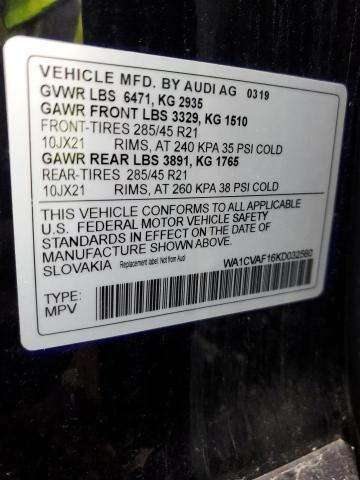 VEHICLE MFD. BY AUDI AG 0319
GVWR LBS 6471, KG 2935
GAWR FRONT LBS 3329, KG 1510
FRONT-TIRES 285/45 R21
10JX21 RIMS, AT 240 KPA 35 PSI COLD
GAWR REAR LBS 3891, KG 1765
REAR-TIRES 285/45 R21
10JX21 RIMS, AT 260 KPA 38 PSI COLD
THIS VEHICLE CONFORMS TO ALL APPLICABLE
U.S. FEDERAL MOTOR VEHICLE SAFETY
STANDARDS IN EFFECT ON THE DAY OF
MANUFACTURE SHOWN ABOVE.
SLOVAKIA Replacement label. Not from Audi WA1CVAF16KD032560
TYPE:
MPV